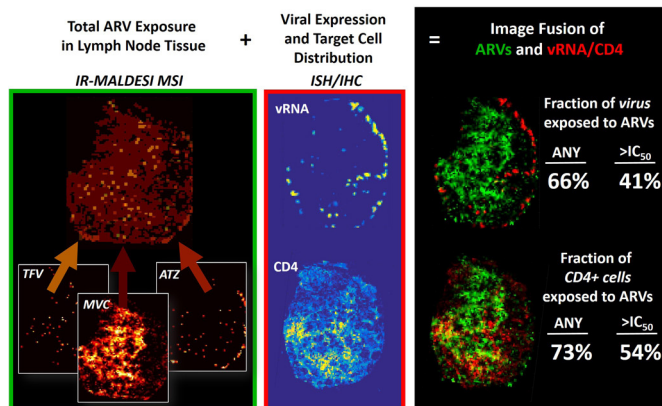 Total ARV Exposure
in Lymph Node Tissue
IR-MALDESI MSI
+
Viral Expression
and Target Cell
Distribution
ISH/IHC
=
Image Fusion of
ARVs and vRNA/CD4
TFV
MVC
ATZ
vRNA
CD4
Fraction of virus
exposed to ARVs
ANY >IC50
66% 41%
Fraction of
CD4+ cells
exposed to ARVs
ANY >IC50
73% 54%